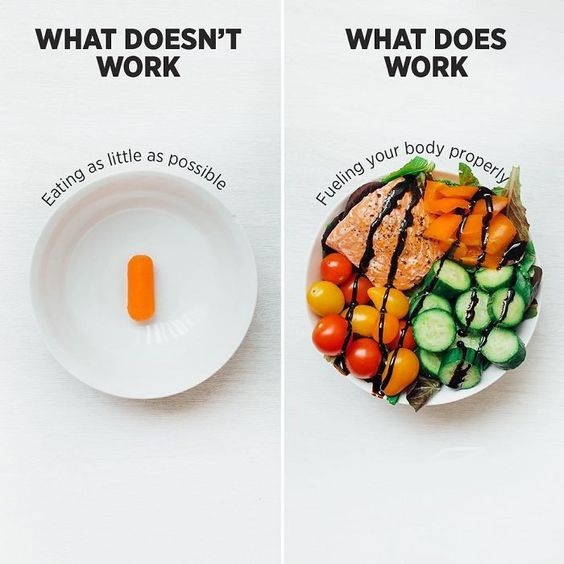 WHAT DOESN'T
WORK
Eating as little as possible
WHAT DOES
WORK
Fueling your body properly